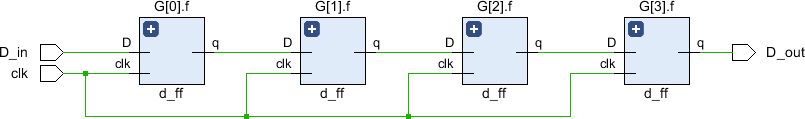 G[0].f G[1].f G[2].f G[3].f
D_in D q D q D q D q D_out
clk clk clk clk clk
d_ff d_ff d_ff d_ff